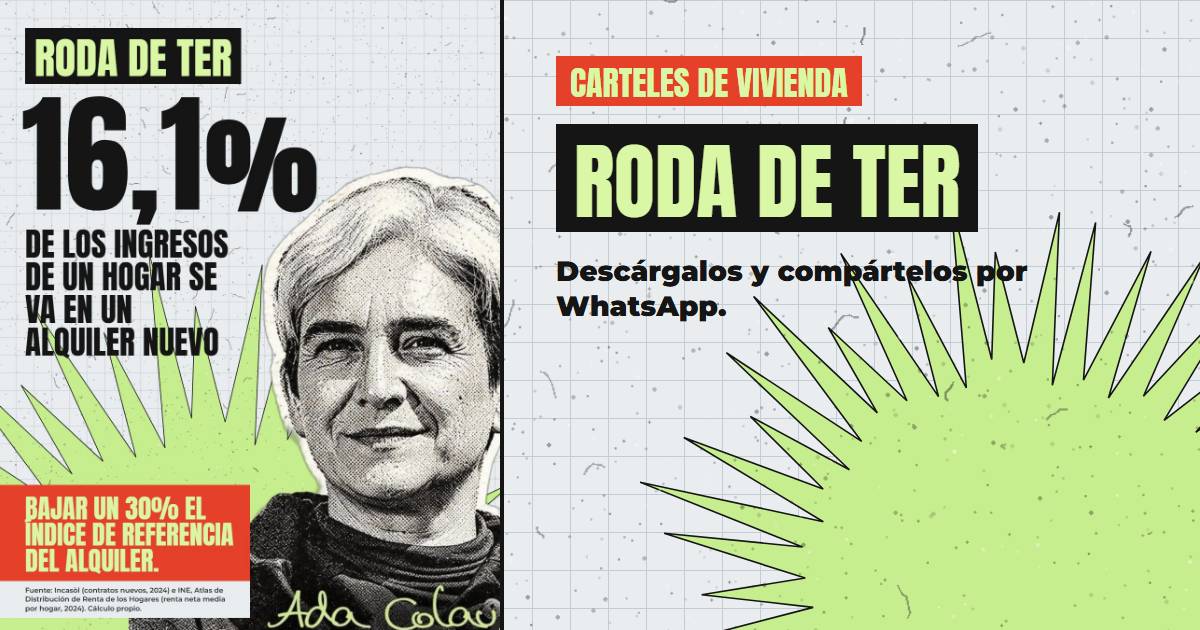 RODA DE TER
16,1%
DE LOS INGRESOS
DE UN HOGAR SE
VA EN UN
ALQUILER NUEVO
BAJAR UN 30% EL
ÍNDICE DE REFERENCIA
DEL ALQUILER.
Fuente: Incasòl (contratos nuevos, 2024) e INE, Atlas de
Distribución de Renta de los Hogares (renta neta media
por hogar, 2024). Cálculo propio.
Ada Colau
CARTELES DE VIVIENDA
RODA DE TER
Descárgalos y compártelos por
WhatsApp.